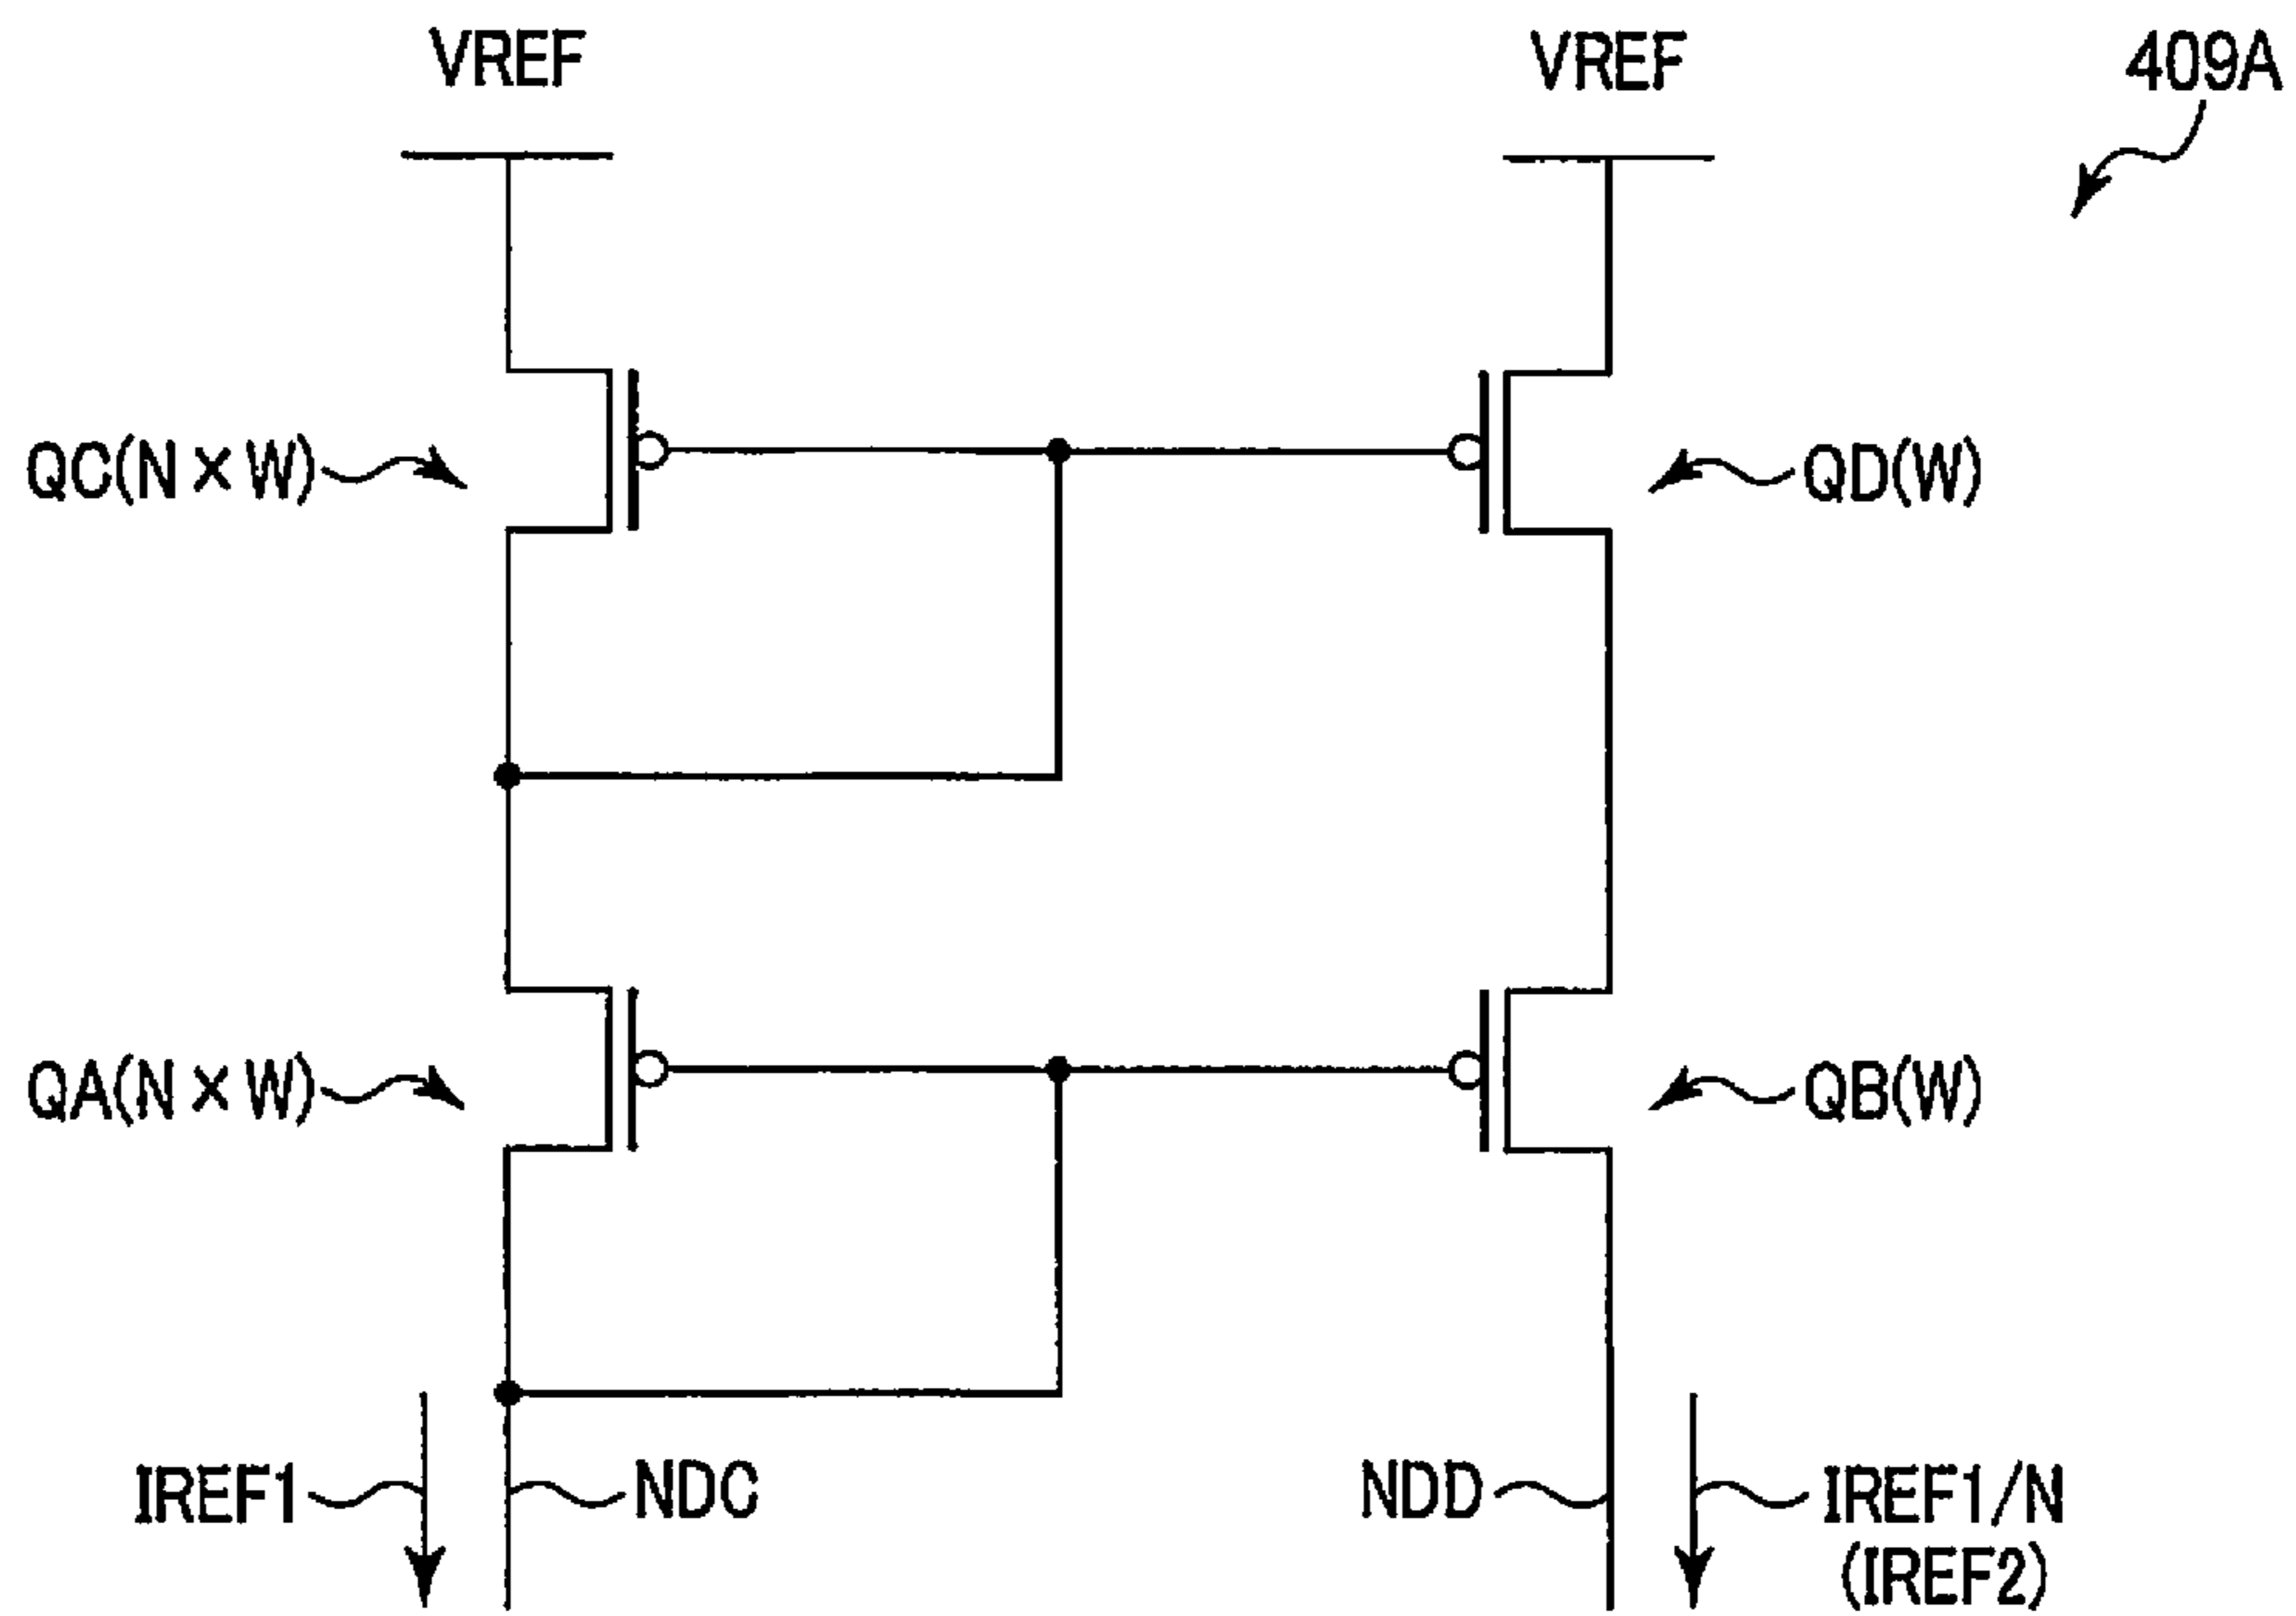 VREF
VREF
409A
QC(N×W)
QD(W)
QA(N×W)
QB(W)
IREF1
NDC
NDD
IREF1/N
(IREF2)